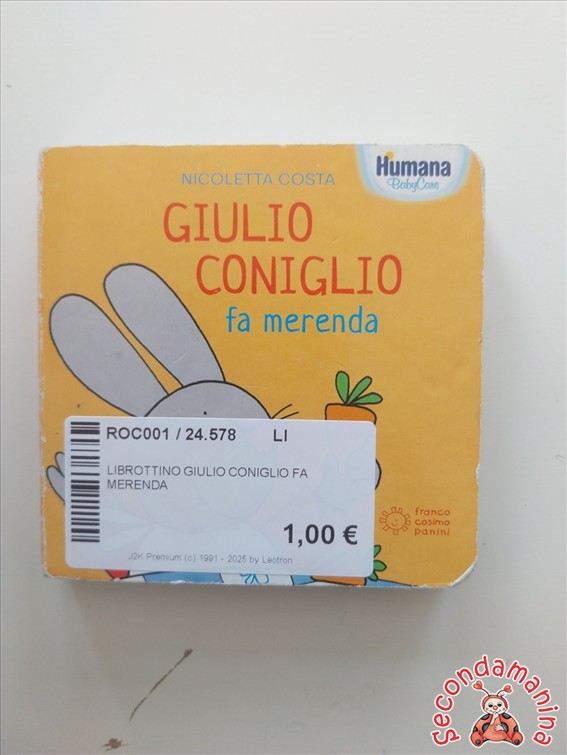 NICOLETTA COSTA
Humana
BabyCare
GIULIO
CONIGLIO
fa merenda
ROC001 / 24.578 LI
LIBROTTINO GIULIO CONIGLIO FA
MERENDA
1,00 €
J2K Premium (c) 1991 - 2025 by Leotron
franco
cosimo
panini
Secondamanina